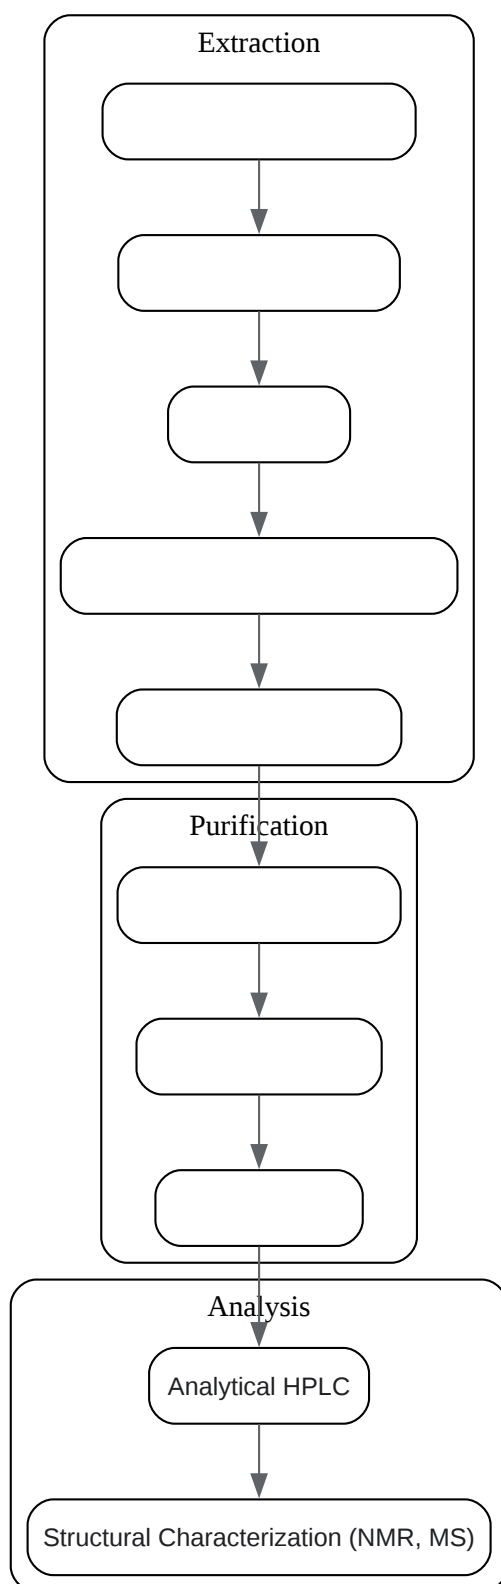 Extraction
Purification
Analysis
Analytical HPLC
Structural Characterization (NMR, MS)